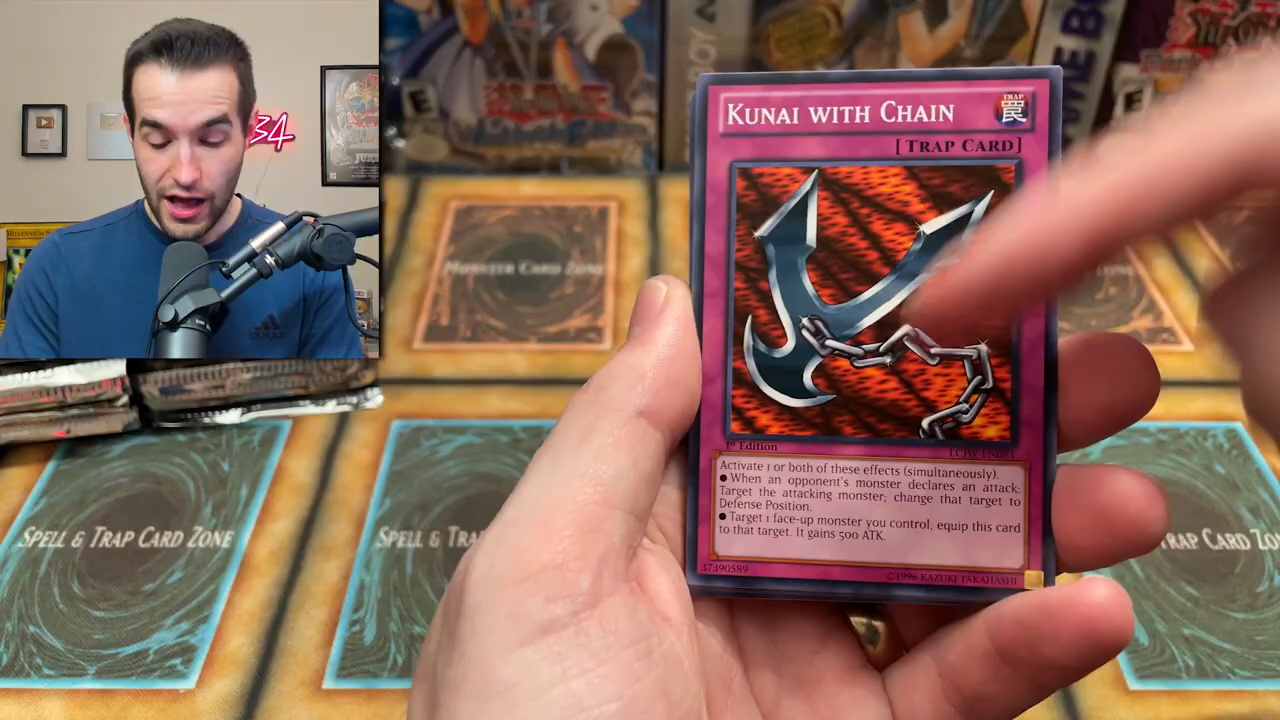 34
MILLENNIUM
E
E
KUNAI WITH CHAIN
TRAP
罠
[TRAP CARD]
1st Edition
Activate 1 or both of these effects (simultaneously).
● When an opponent's monster declares an attack:
Target the attacking monster; change that target to
Defense Position.
● Target 1 face-up monster you control; equip this card
to that target. It gains 500 ATK.
37390589
©1996 KAZUKI TAKAHASHI
MONSTER CARD ZONE
SPELL & TRAP CARD ZONE
SPELL &
CARD